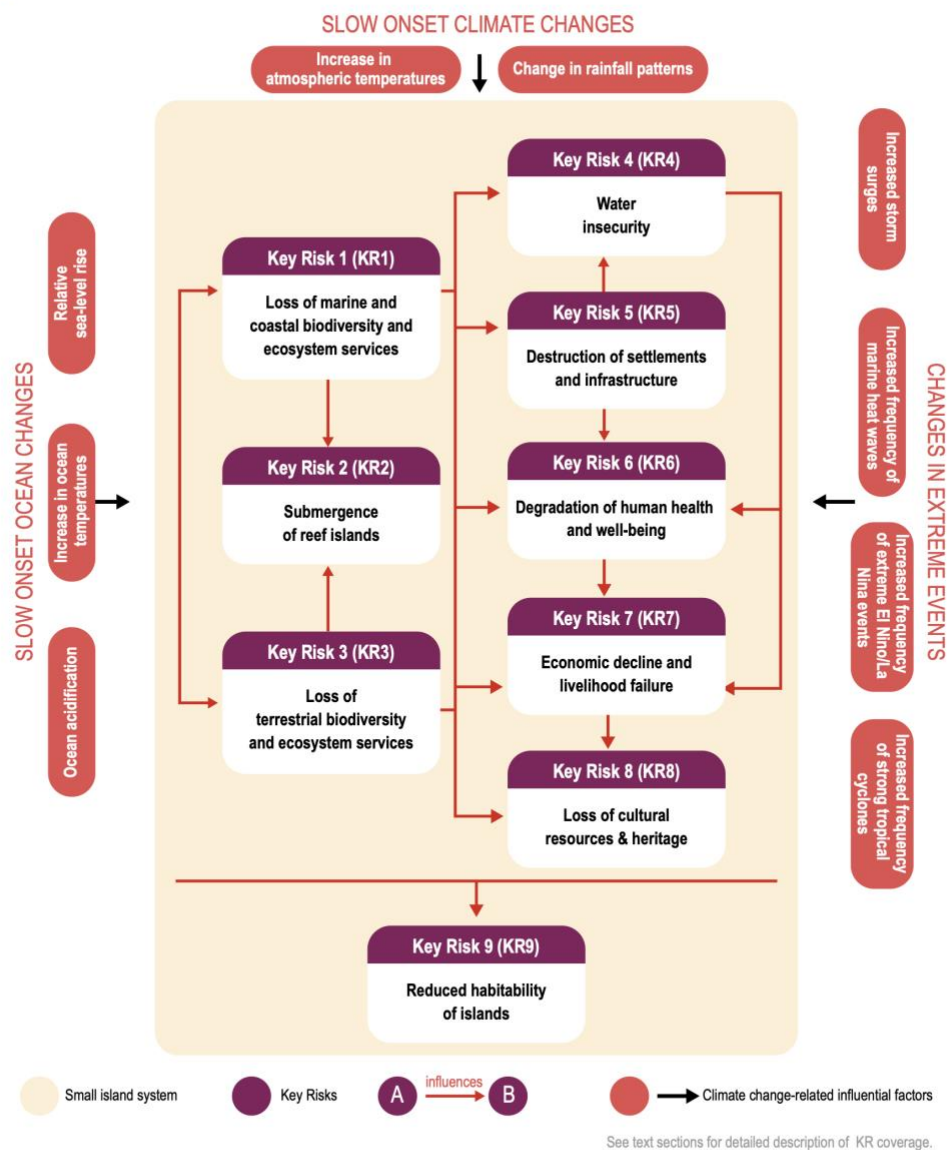 SLOW ONSET CLIMATE CHANGES
Increase in
atmospheric temperatures
Change in rainfall patterns
SLOW ONSET OCEAN CHANGES
Relative
sea-level rise
Increase in ocean
temperatures
Ocean acidification
Key Risk 1 (KR1)
Loss of marine and
coastal biodiversity and
ecosystem services
Key Risk 2 (KR2)
Submergence
of reef islands
Key Risk 3 (KR3)
Loss of
terrestrial biodiversity
and ecosystem services
Key Risk 4 (KR4)
Water
insecurity
Key Risk 5 (KR5)
Destruction of settlements
and infrastructure
Key Risk 6 (KR6)
Degradation of human health
and well-being
Key Risk 7 (KR7)
Economic decline and
livelihood failure
Key Risk 8 (KR8)
Loss of cultural
resources & heritage
Key Risk 9 (KR9)
Reduced habitability
of islands
CHANGES IN EXTREME EVENTS
Increased storm
surges
Increased frequency of
marine heat waves
Increased frequency
of extreme El Nino/La
Nina events
Increased frequency
of strong tropical
cyclones
Small island system
Key Risks
A influences B
Climate change-related influential factors
See text sections for detailed description of KR coverage.